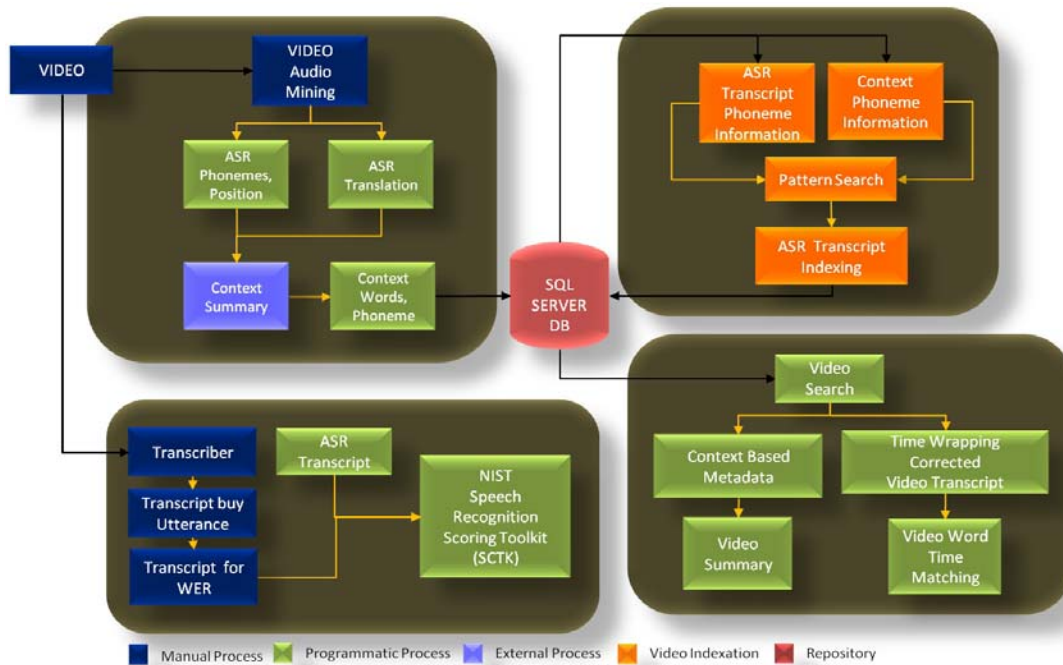 VIDEO
VIDEO
Audio
Mining
ASR
Phonemes,
Position
ASR
Translation
Context
Summary
Context
Words,
Phoneme
SQL
SERVER
DB
ASR
Transcript
Phoneme
Information
Context
Phoneme
Information
Pattern Search
ASR Transcript
Indexing
Video
Search
Context Based
Metadata
Time Wrapping
Corrected
Video Transcript
Video
Summary
Video Word
Time
Matching
Transcriber
Transcript buy
Utterance
Transcript for
WER
ASR
Transcript
NIST
Speech
Recognition
Scoring Toolkit
(SCTK)
Manual Process
Programmatic Process
External Process
Video Indexation
Repository